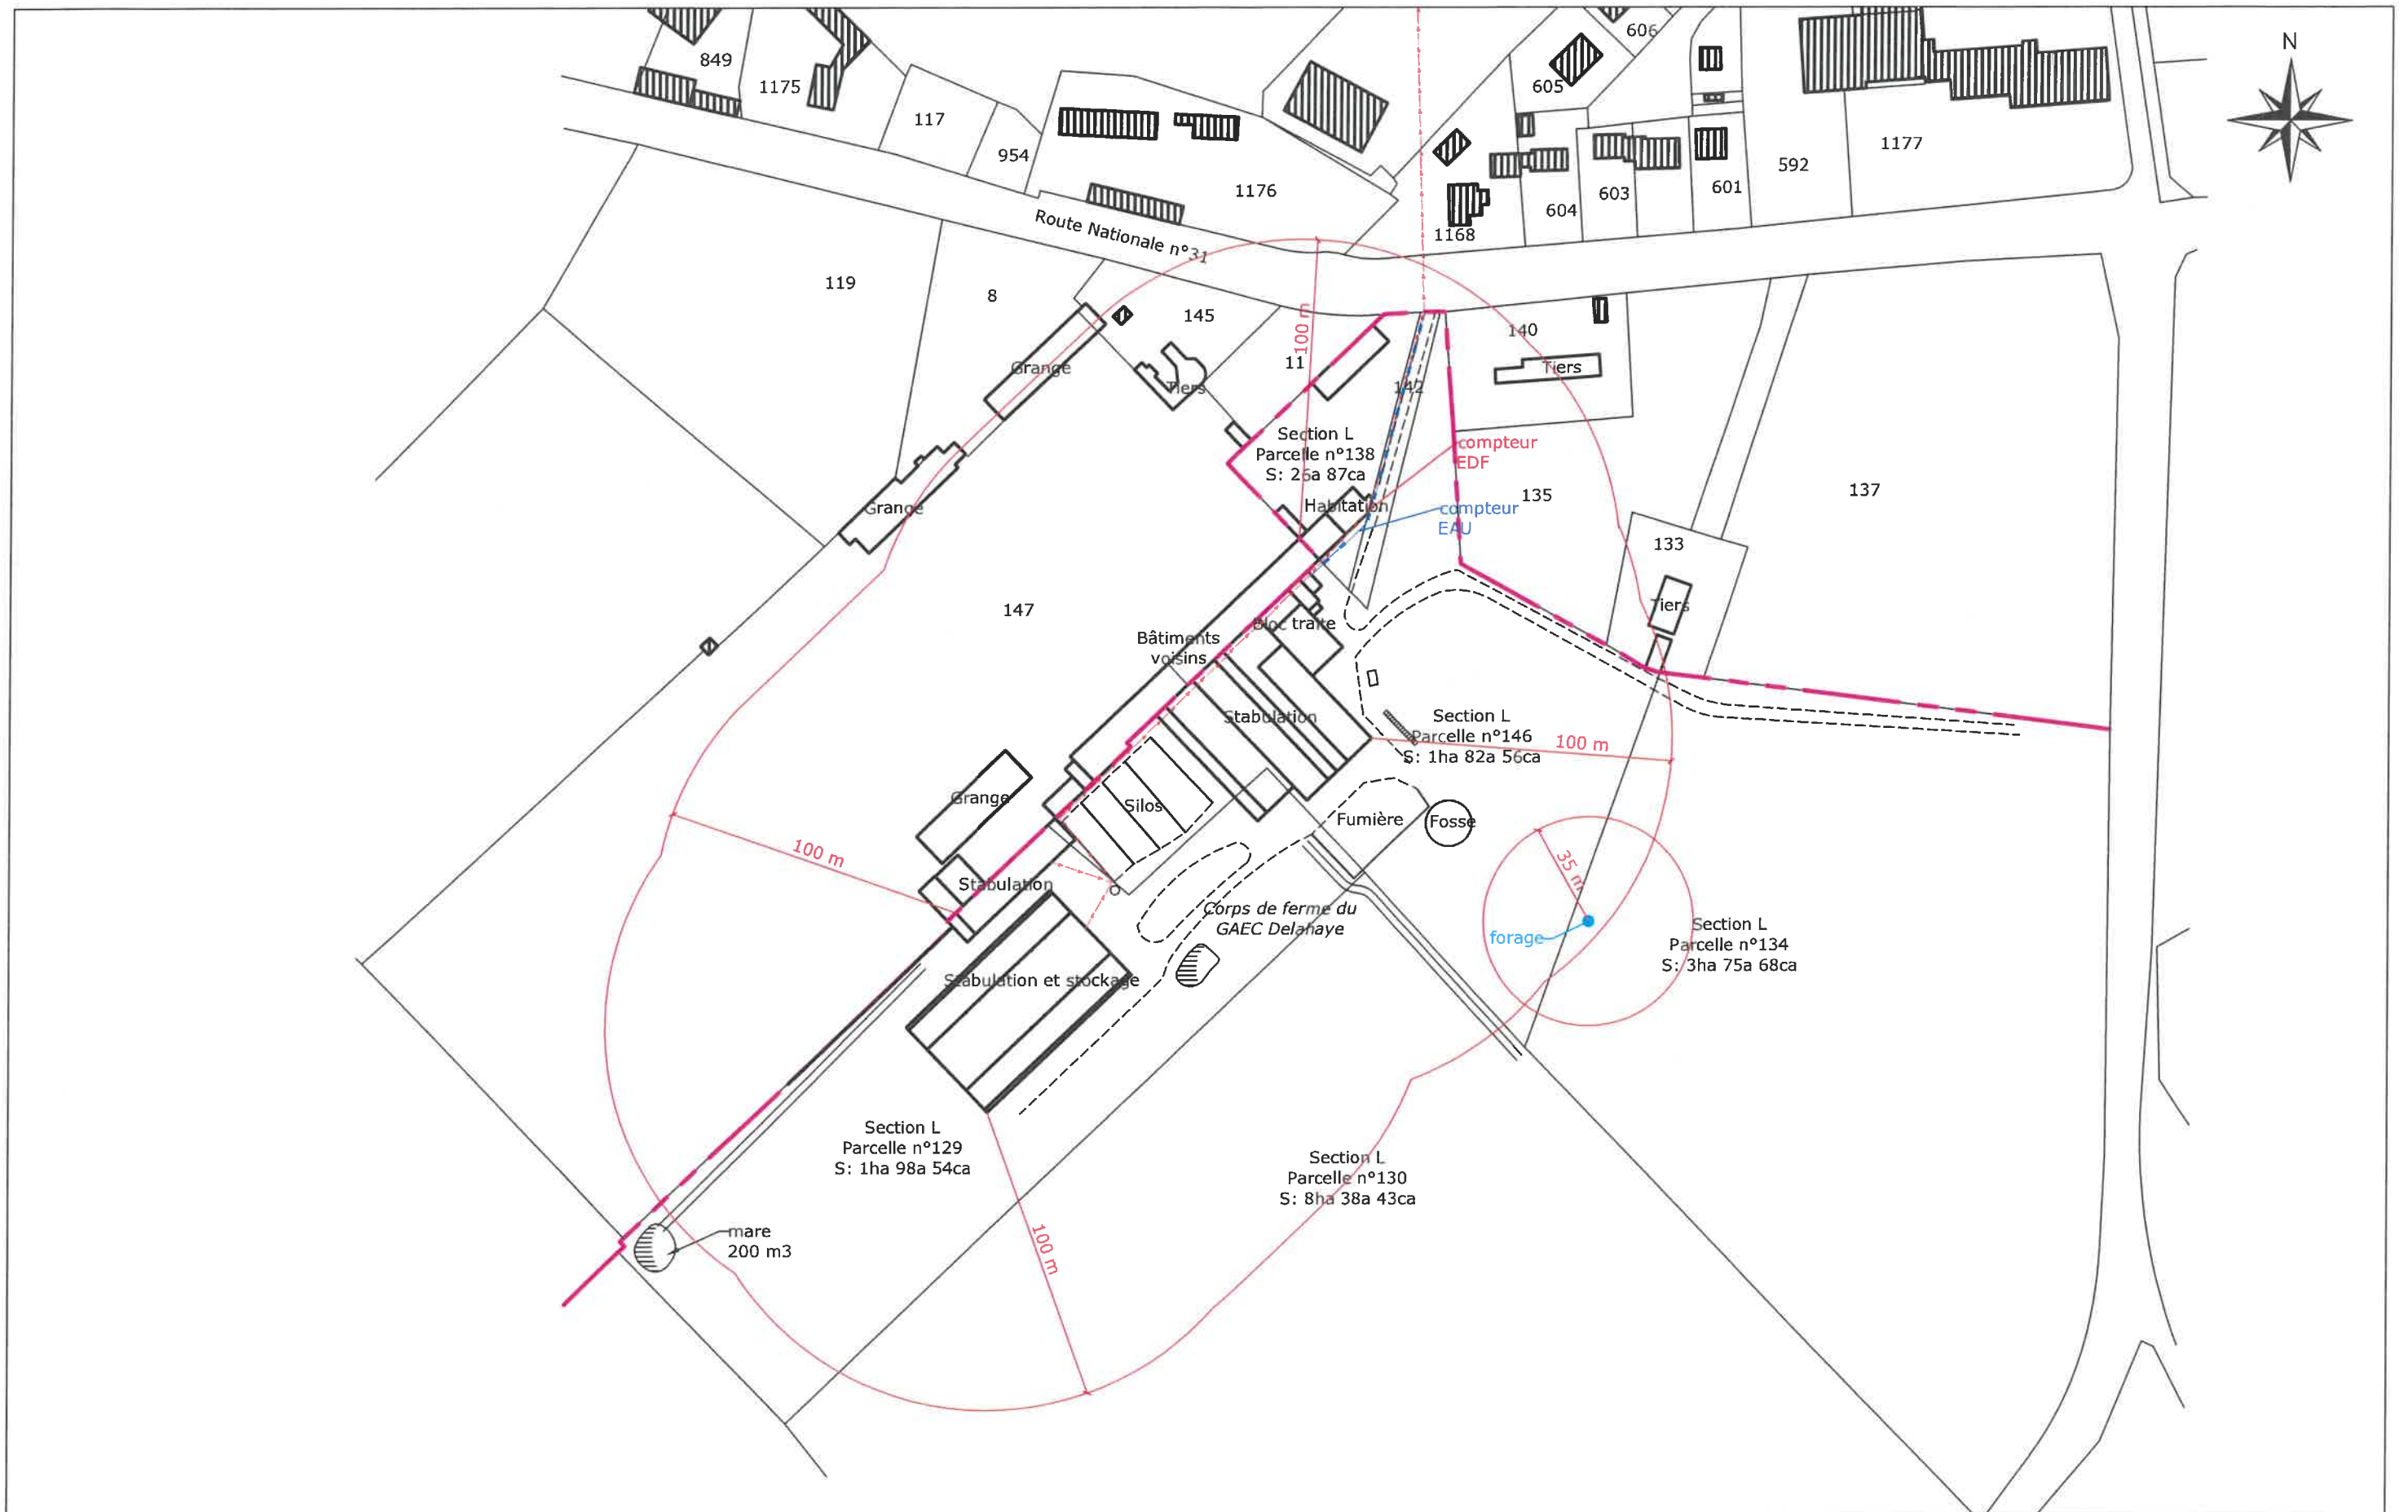 N
849
1175
117
954
1176
606
605
1168
604
603
601
592
1177
Route Nationale n°31
119
8
145
11
100 m
142
140
Tiers
Grange
Tiers
Section L
Parcelle n°138
S: 26a 87ca
compteur
EDF
Habitation
compteur
EAU
135
137
Grange
133
Tiers
147
Bâtiments
voisins
Bloc traite
Stabulation
Section L
Parcelle n°146
S: 1ha 82a 56ca
100 m
Grange
Silos
Fumière
Fosse
100 m
35 m
Stabulation
Corps de ferme du
GAEC Delahaye
forage
Section L
Parcelle n°134
S: 3ha 75a 68ca
Stabulation et stockage
Section L
Parcelle n°129
S: 1ha 98a 54ca
Section L
Parcelle n°130
S: 8ha 38a 43ca
mare
200 m3
100 m